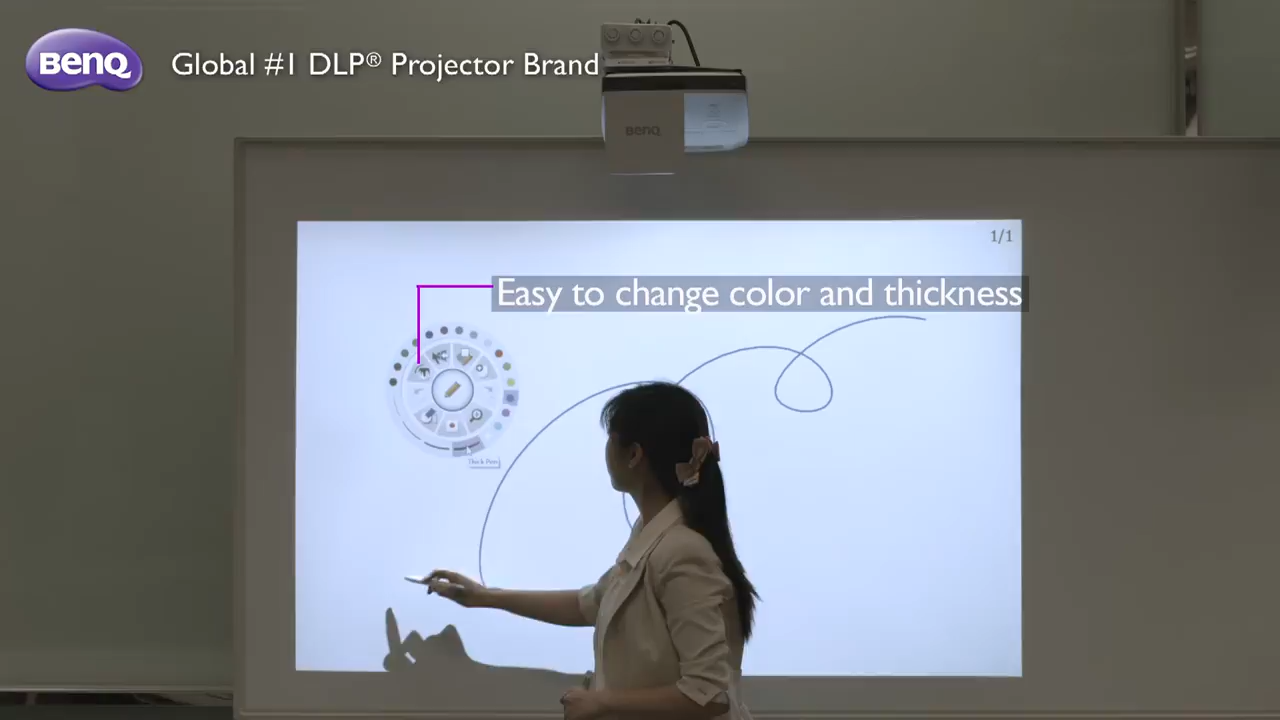 BenQ
Global #1 DLP® Projector Brand
BenQ
1/1
Easy to change color and thickness